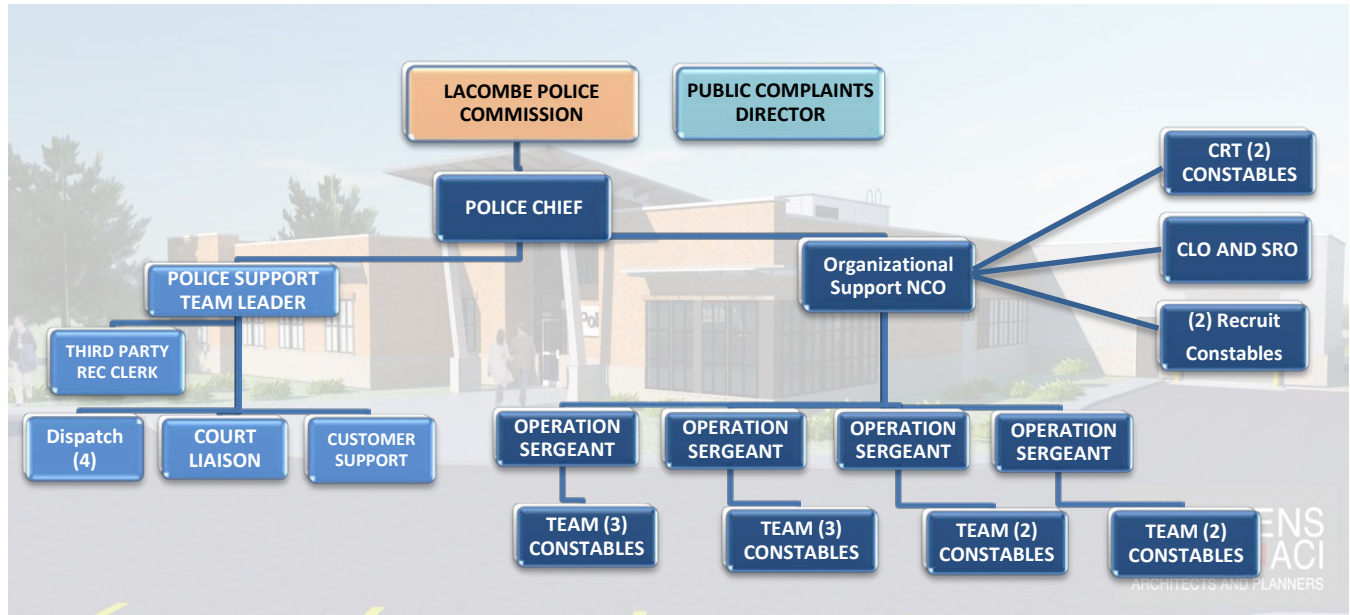 LACOMBE POLICE
COMMISSION
PUBLIC COMPLAINTS
DIRECTOR
CRT (2)
CONSTABLES
POLICE CHIEF
CLO AND SRO
Organizational
Support NCO
POLICE SUPPORT
TEAM LEADER
(2) Recruit
Constables
THIRD PARTY
REC CLERK
Dispatch
(4)
COURT
LIAISON
CUSTOMER
SUPPORT
OPERATION
SERGEANT
OPERATION
SERGEANT
OPERATION
SERGEANT
OPERATION
SERGEANT
TEAM (3)
CONSTABLES
TEAM (3)
CONSTABLES
TEAM (2)
CONSTABLES
TEAM (2)
CONSTABLES
ENS
ACI
ARCHITECTS AND PLANNERS